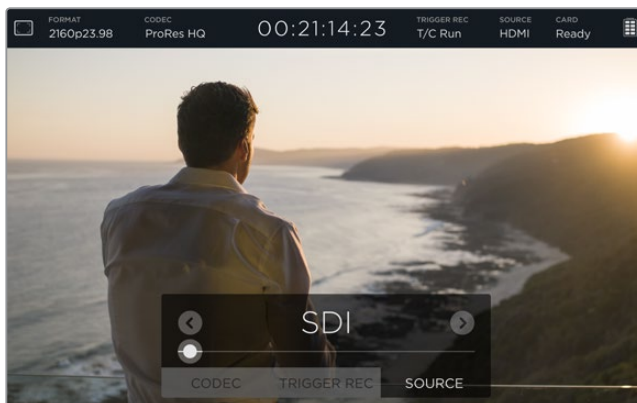 FORMAT
2160p23.98
CODEC
ProRes HQ
00:21:14:23
TRIGGER REC
T/C Run
SOURCE
HDMI
CARD
Ready
SDI
CODEC
TRIGGER REC
SOURCE